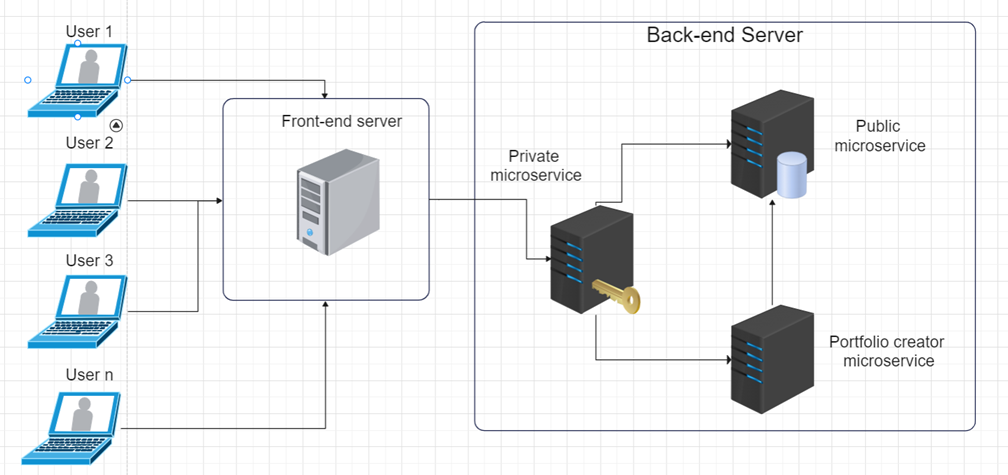 User 1
Back-end Server
Front-end server
Public
microservice
User 2
Private
microservice
User 3
Portfolio creator
microservice
User n